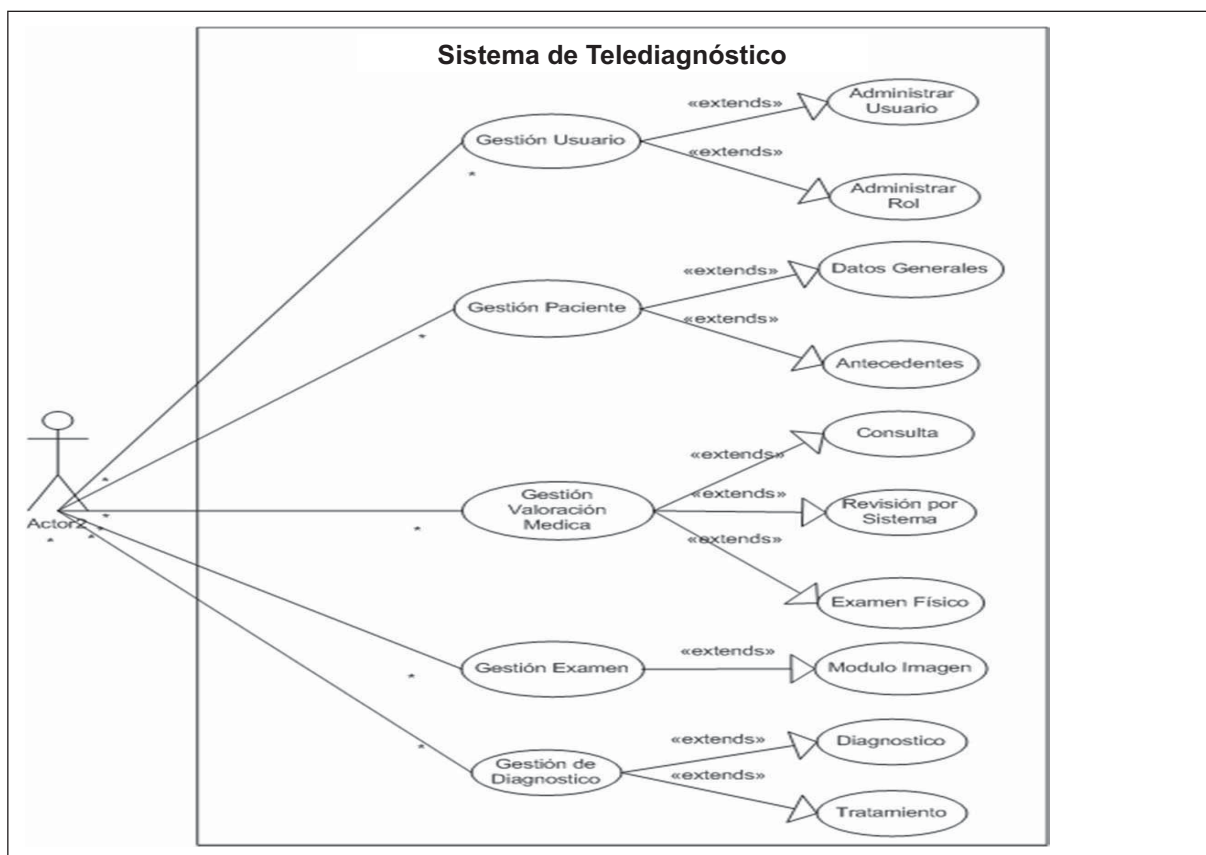 Sistema de Telediagnóstico
«extends»
Administrar
Usuario
Gestión Usuario
«extends»
*
Administrar
Rol
«extends»
Datos Generales
Gestión Paciente
«extends»
*
Antecedentes
Consulta
«extends»
*
Gestión
Valoración
Medica
«extends»
Revisión por
Sistema
*
Actor2
*
*
*
*
«extends»
Examen Físico
Gestión Examen
«extends»
Modulo Imagen
*
«extends»
Diagnostico
*
Gestión de
Diagnostico
«extends»
Tratamiento